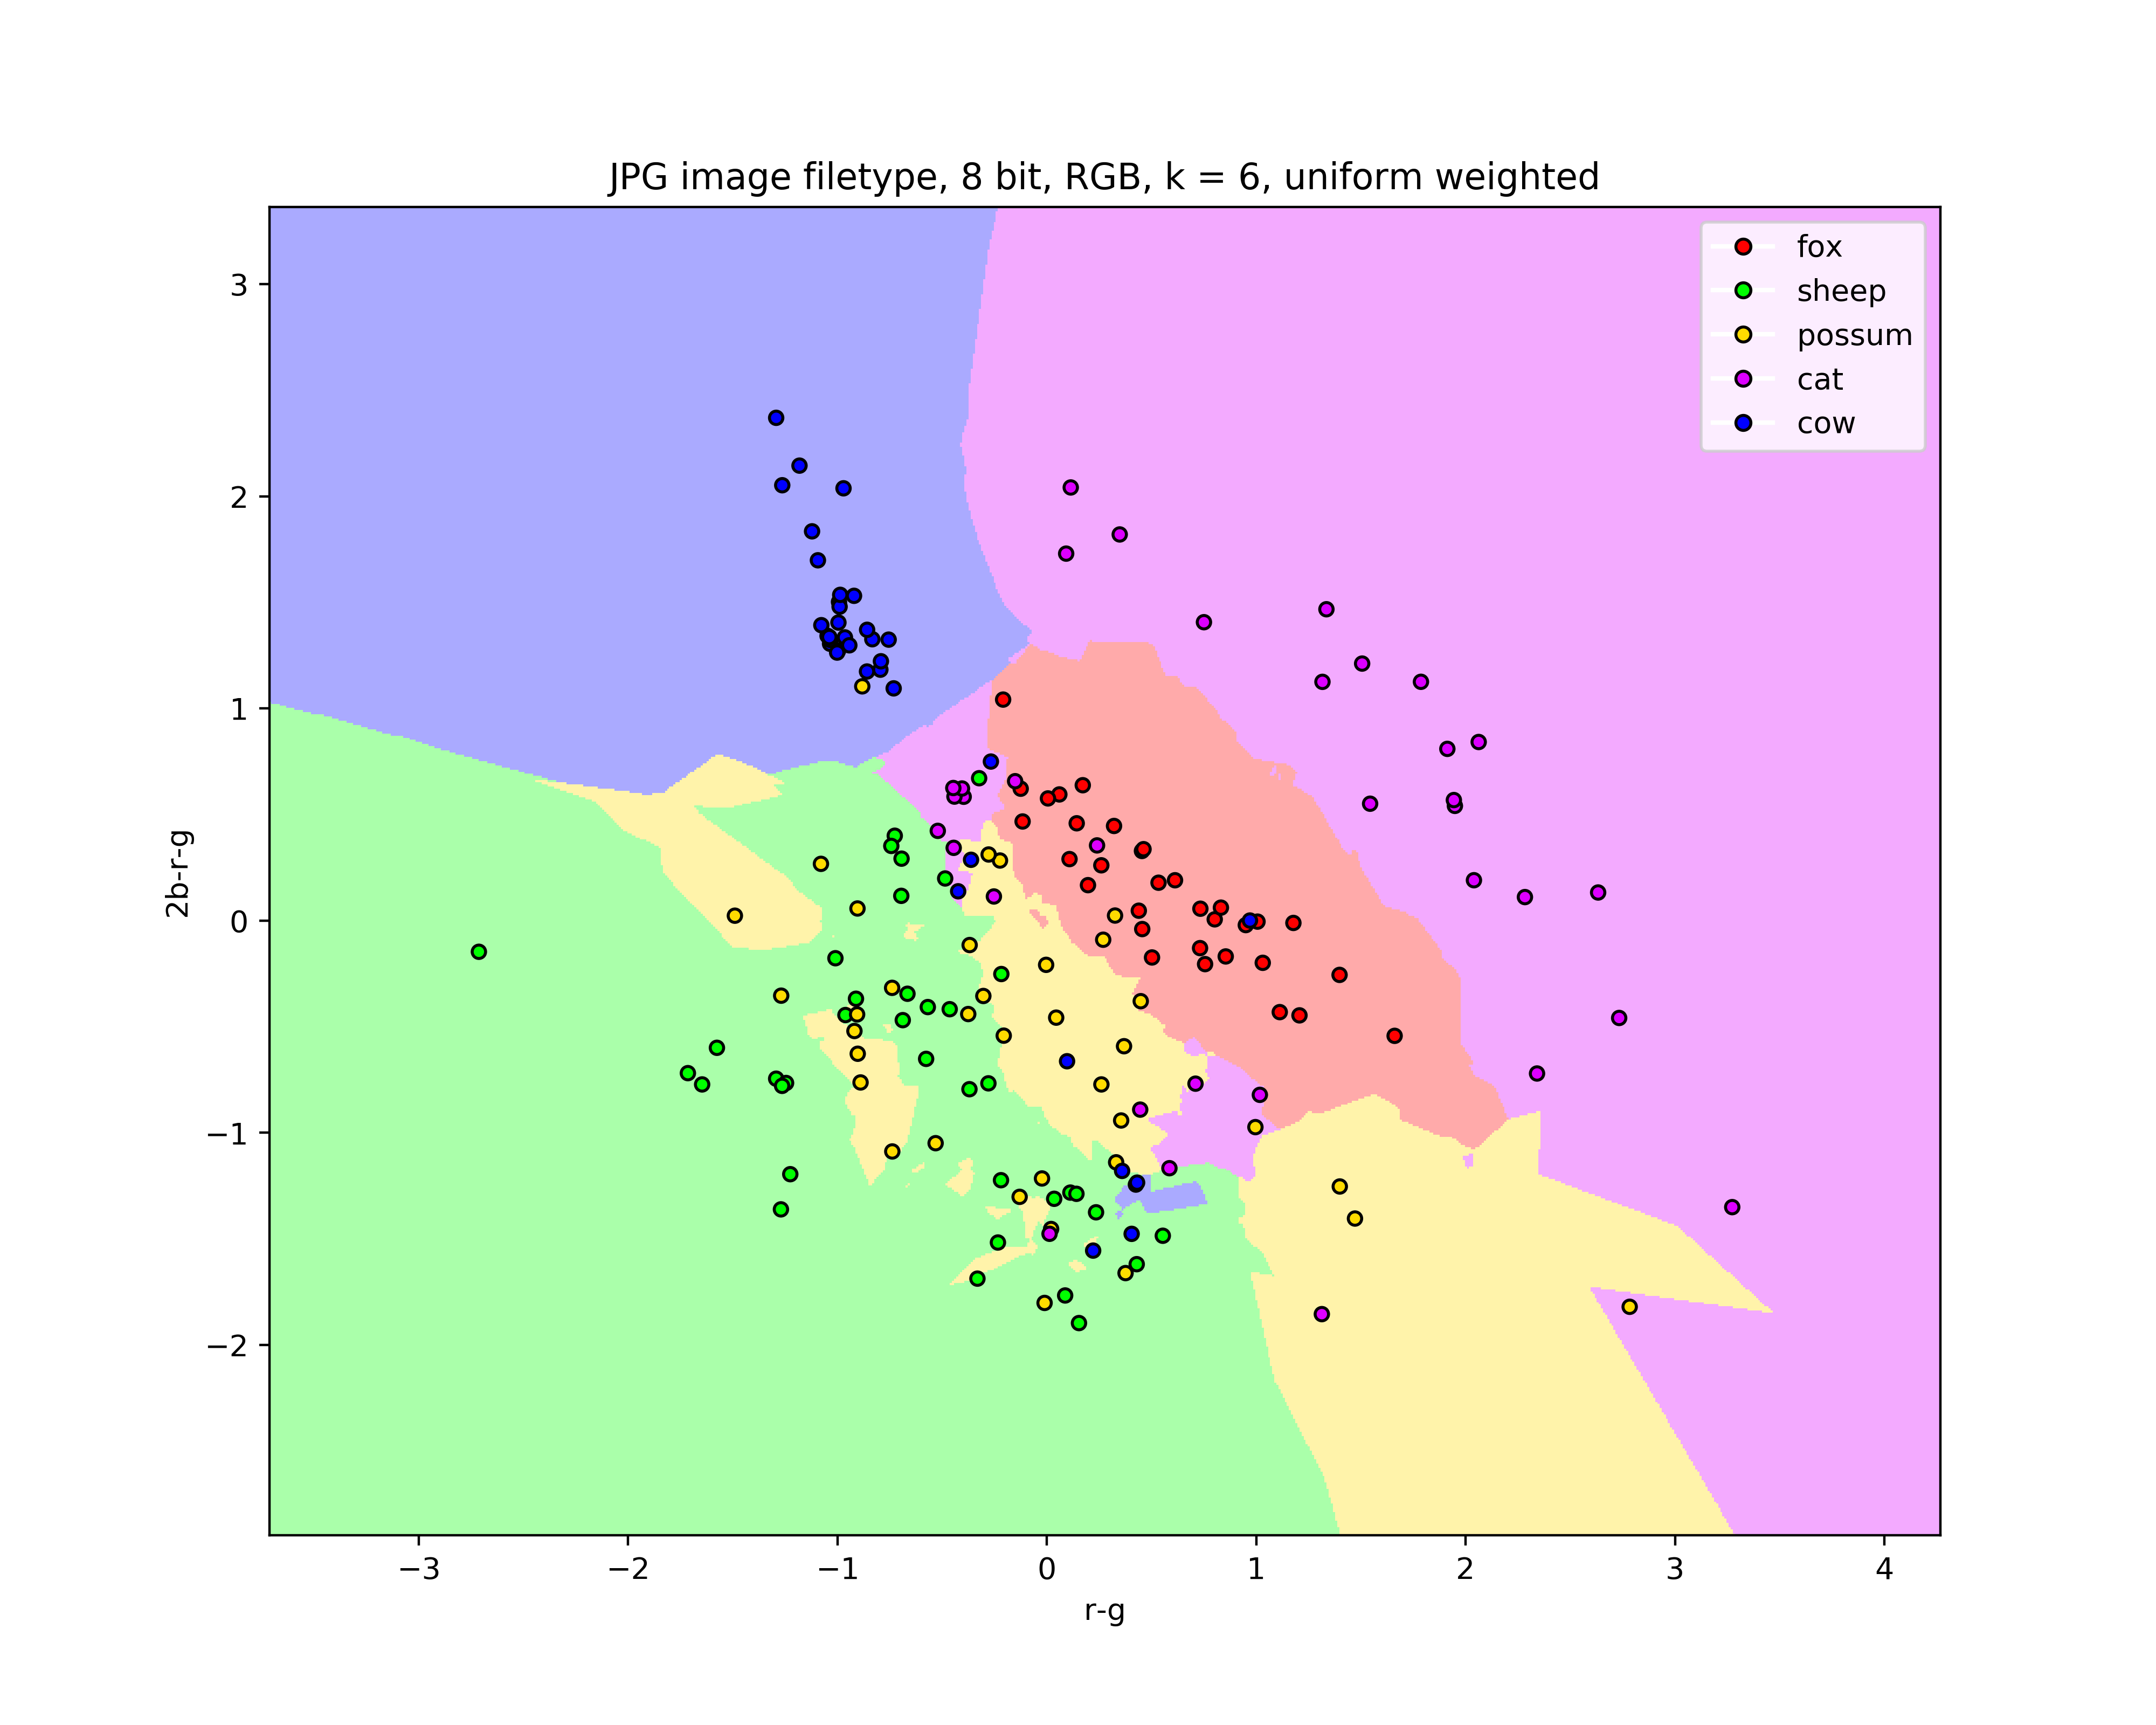 JPG image filetype, 8 bit, RGB, k = 6, uniform weighted
fox
sheep
possum
cat
cow
3
2
1
0
−1
−2
2b-r-g
−3
−2
−1
0
1
2
3
4
r-g